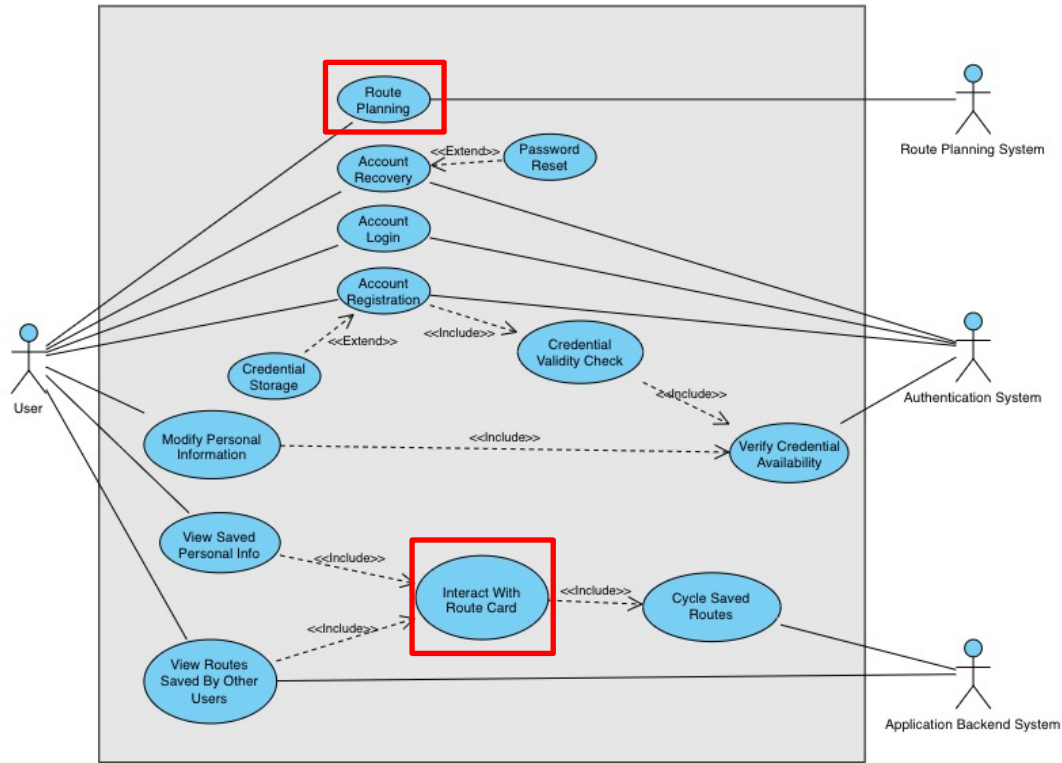 Route
Planning
Route Planning System
<<Extend>>
Password
Reset
Account
Recovery
Account
Login
Account
Registration
<<Include>>
<<Extend>>
Credential
Validity Check
Credential
Storage
<<Include>>
User
Authentication System
Modify Personal
Information
<<Include>>
Verify Credential
Availability
View Saved
Personal Info
<<Include>>
Interact With
Route Card
<<Include>>
Cycle Saved
Routes
<<Include>>
View Routes
Saved By Other
Users
Application Backend System